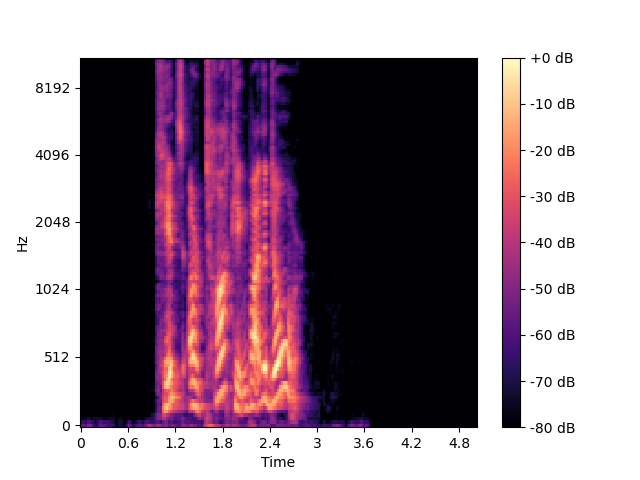 +0 dB
8192
-10 dB
4096
-20 dB
-30 dB
2048
Hz
-40 dB
1024
-50 dB
-60 dB
512
-70 dB
0
-80 dB
0 0.6 1.2 1.8 2.4 3 3.6 4.2 4.8
Time